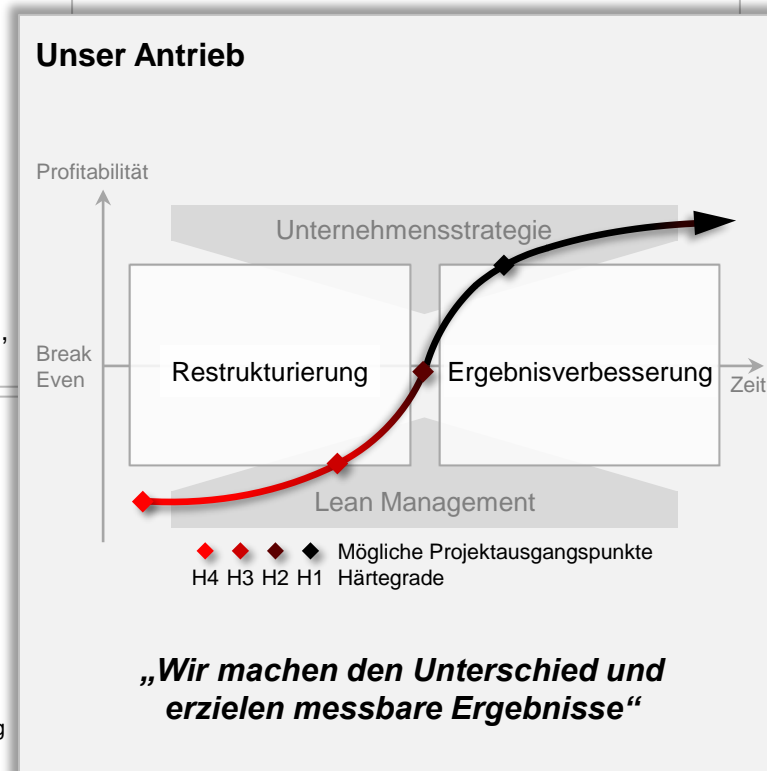 Unser Antrieb
Profitabilität
Unternehmensstrategie
,
Break
Even
Restrukturierung
Ergebnisverbesserung
Zeit
Lean Management
Mögliche Projektausgangspunkte
H4 H3 H2 H1 Härtegrade
„Wir machen den Unterschied und
erzielen messbare Ergebnisse“
g